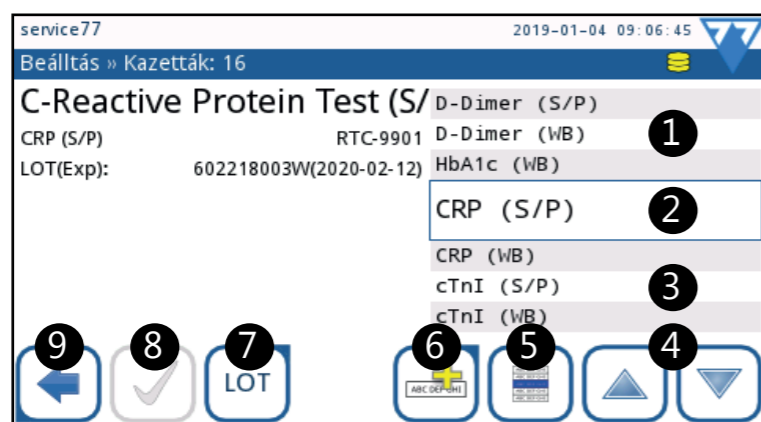 service77
2019-01-04 09:06:45
77
Beálltás » Kazetták: 16
C-Reactive Protein Test (S/
CRP (S/P) RTC-9901
LOT(Exp): 602218003W(2020-02-12)
D-Dimer (S/P)
D-Dimer (WB)
1
HbA1c (WB)
CRP (S/P)
2
CRP (WB)
cTnI (S/P)
3
cTnI (WB)
9
8
7
6
5
4
LOT
ABC DEF GHI